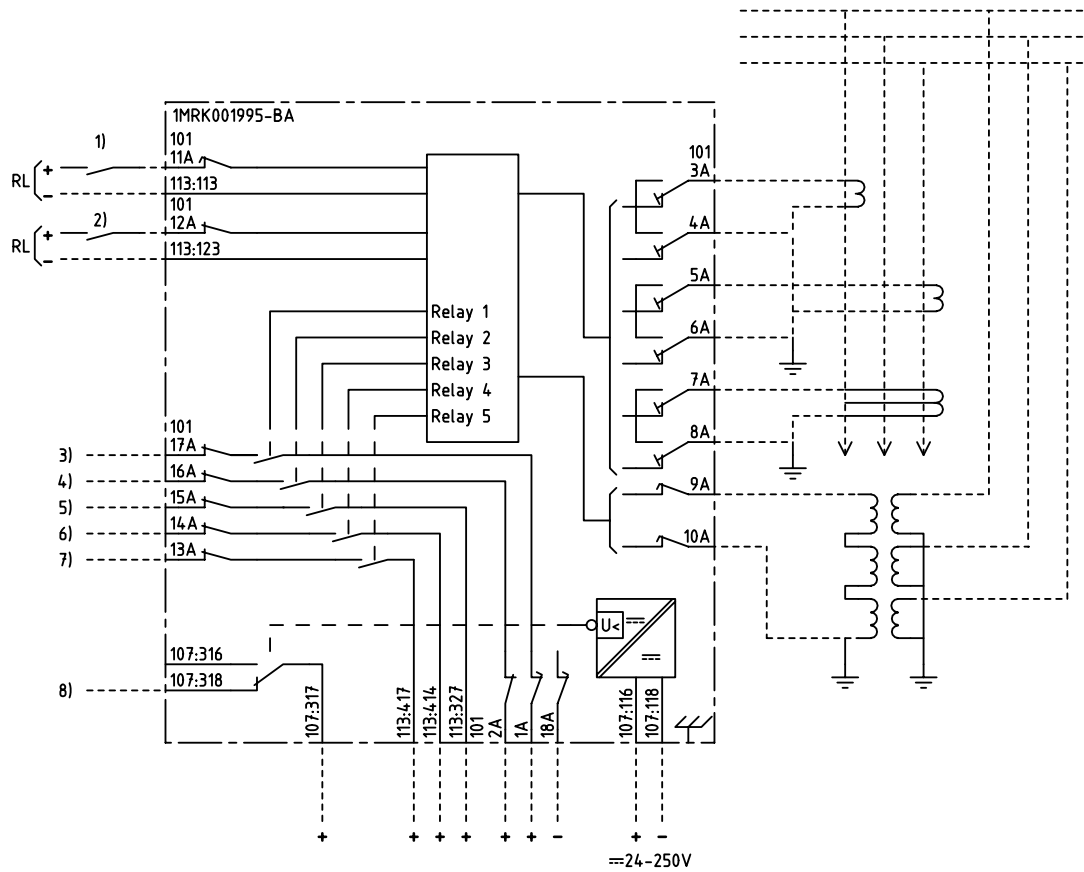 1MRK001995-BA
1)
101
11A
RL
+
-
113:113
101
2)
12A
RL
+
-
113:123
101
3A
4A
5A
6A
7A
8A
9A
10A
Relay 1
Relay 2
Relay 3
Relay 4
Relay 5
101
3)
17A
4)
16A
5)
15A
6)
14A
7)
13A
U<
107:316
8)
107:318
107:317
113:417
113:414
113:327
101
2A
1A
18A
107:116
107:118
+
+
+
+
+
+
-
+
-
24-250V